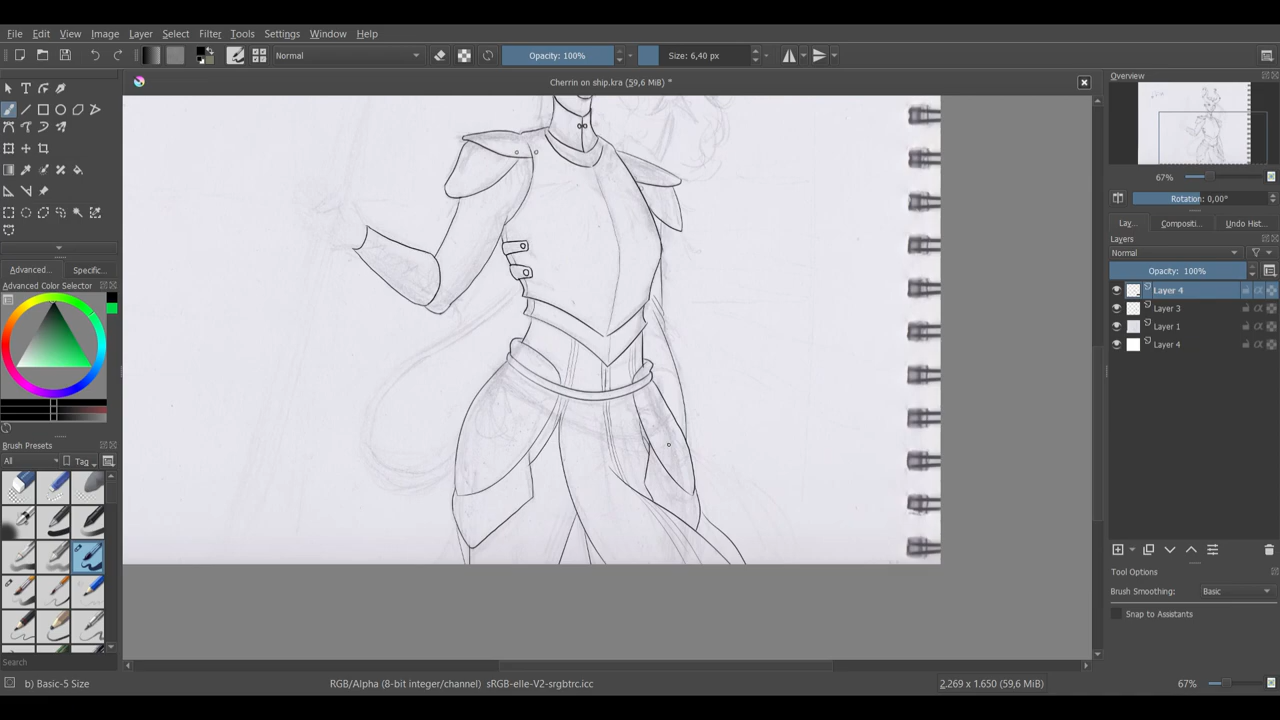 File Edit View Image Layer Select Filter Tools Settings Window Help
Normal Opacity: 100% Size: 6,40 px
Cherrin on ship.kra (59,6 MiB) *
Overview
67%
Rotation: 0,00°
Lay... Compositi... Undo Hist...
Layers
Normal
Opacity: 100%
Layer 4
Layer 3
Layer 1
Layer 4
Tool Options
Brush Smoothing: Basic
Snap to Assistants
Advanced... Specific...
Advanced Color Selector
Brush Presets
All Tag
Search
b) Basic-5 Size
RGB/Alpha (8-bit integer/channel) sRGB-elle-V2-srgbtrc.icc
2.269 x 1.650 (59,6 MiB)
67%